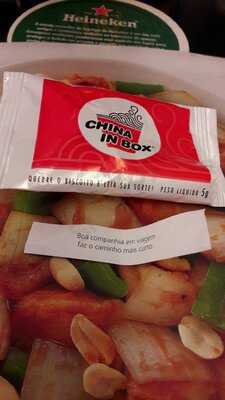 Heineken
CHINA
IN BOX
QUEBRE O BISCOITO E LEIA SUA SORTE! PESO LÍQUIDO 5g
Boa companhia em viagem
faz o caminho mais curto.